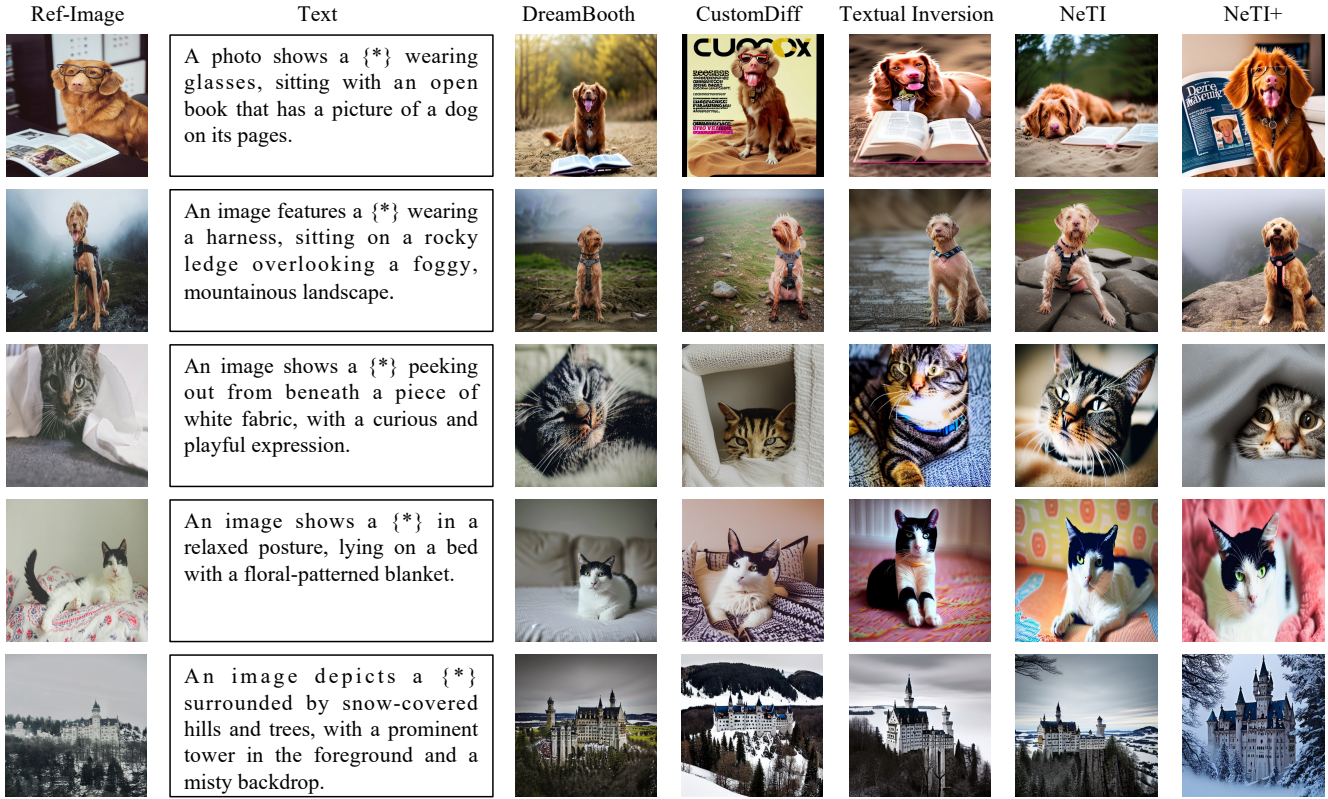 Ref-Image Text DreamBooth CustomDiff Textual Inversion NeTI NeTI+
A photo shows a {*} wearing
glasses, sitting with an open
book that has a picture of a dog
on its pages.
An image features a {*} wearing
a harness, sitting on a rocky
ledge overlooking a foggy,
mountainous landscape.
An image shows a {*} peeking
out from beneath a piece of
white fabric, with a curious and
playful expression.
An image shows a {*} in a
relaxed posture, lying on a bed
with a floral-patterned blanket.
An image depicts a {*}
surrounded by snow-covered
hills and trees, with a prominent
tower in the foreground and a
misty backdrop.